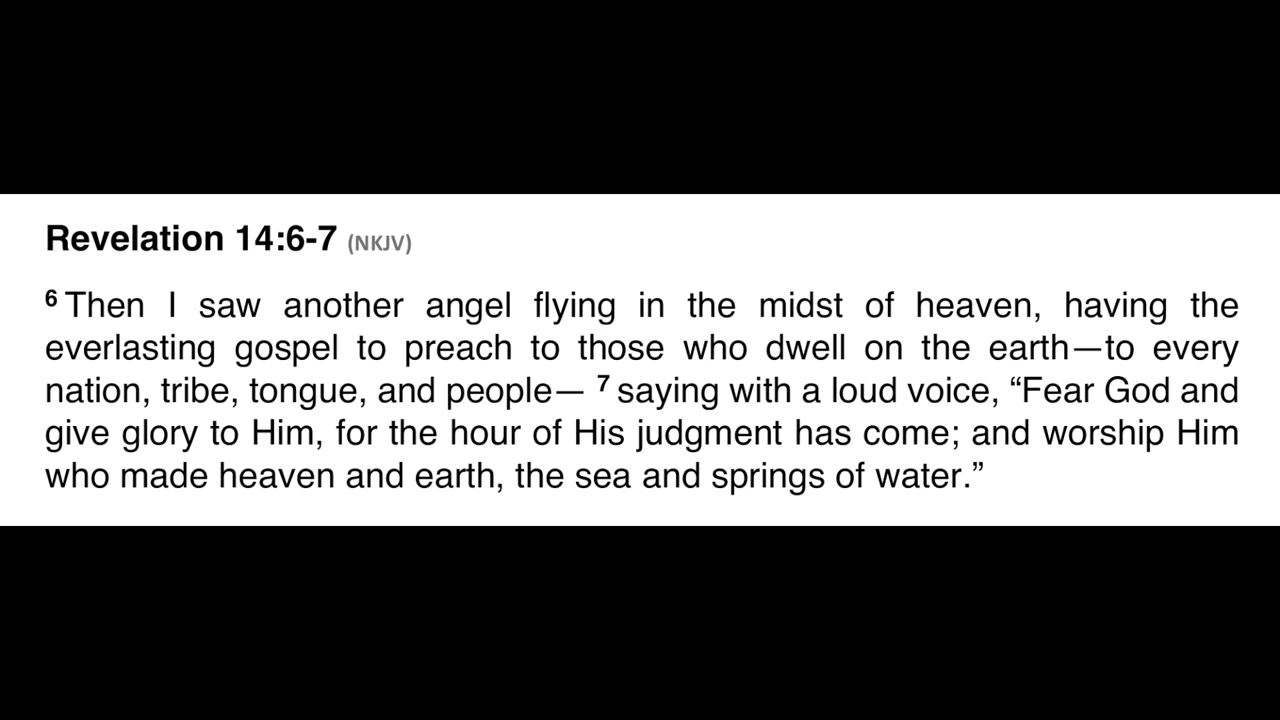 Revelation 14:6-7 (NKJV)
6 Then I saw another angel flying in the midst of heaven, having the
everlasting gospel to preach to those who dwell on the earth—to every
nation, tribe, tongue, and people— 7 saying with a loud voice, “Fear God and
give glory to Him, for the hour of His judgment has come; and worship Him
who made heaven and earth, the sea and springs of water.”